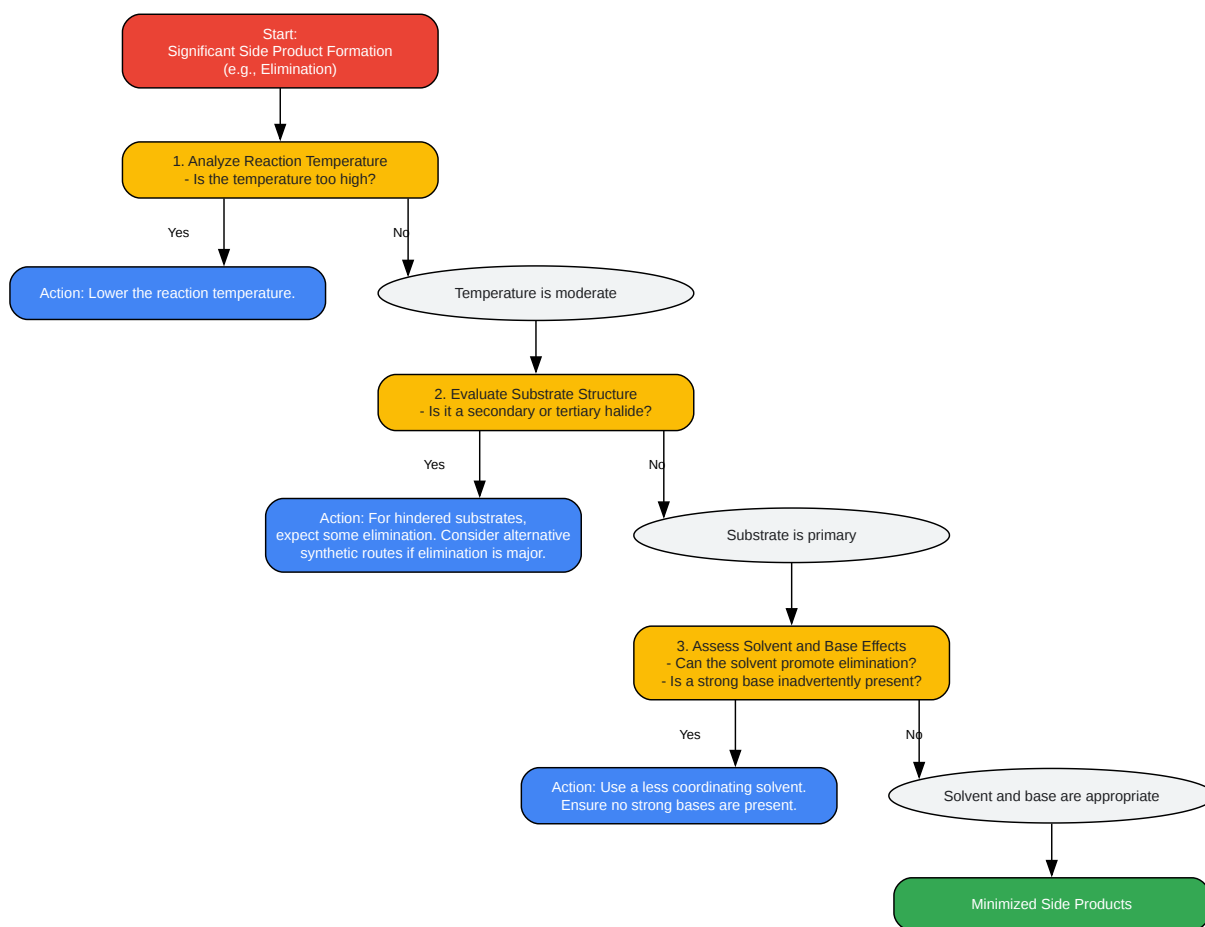 Start:
Significant Side Product Formation
(e.g., Elimination)
1. Analyze Reaction Temperature
- Is the temperature too high?
Yes
No
Action: Lower the reaction temperature.
Temperature is moderate
2. Evaluate Substrate Structure
- Is it a secondary or tertiary halide?
Yes
No
Action: For hindered substrates,
expect some elimination. Consider alternative
synthetic routes if elimination is major.
Substrate is primary
3. Assess Solvent and Base Effects
- Can the solvent promote elimination?
- Is a strong base inadvertently present?
Yes
No
Action: Use a less coordinating solvent.
Ensure no strong bases are present.
Solvent and base are appropriate
Minimized Side Products